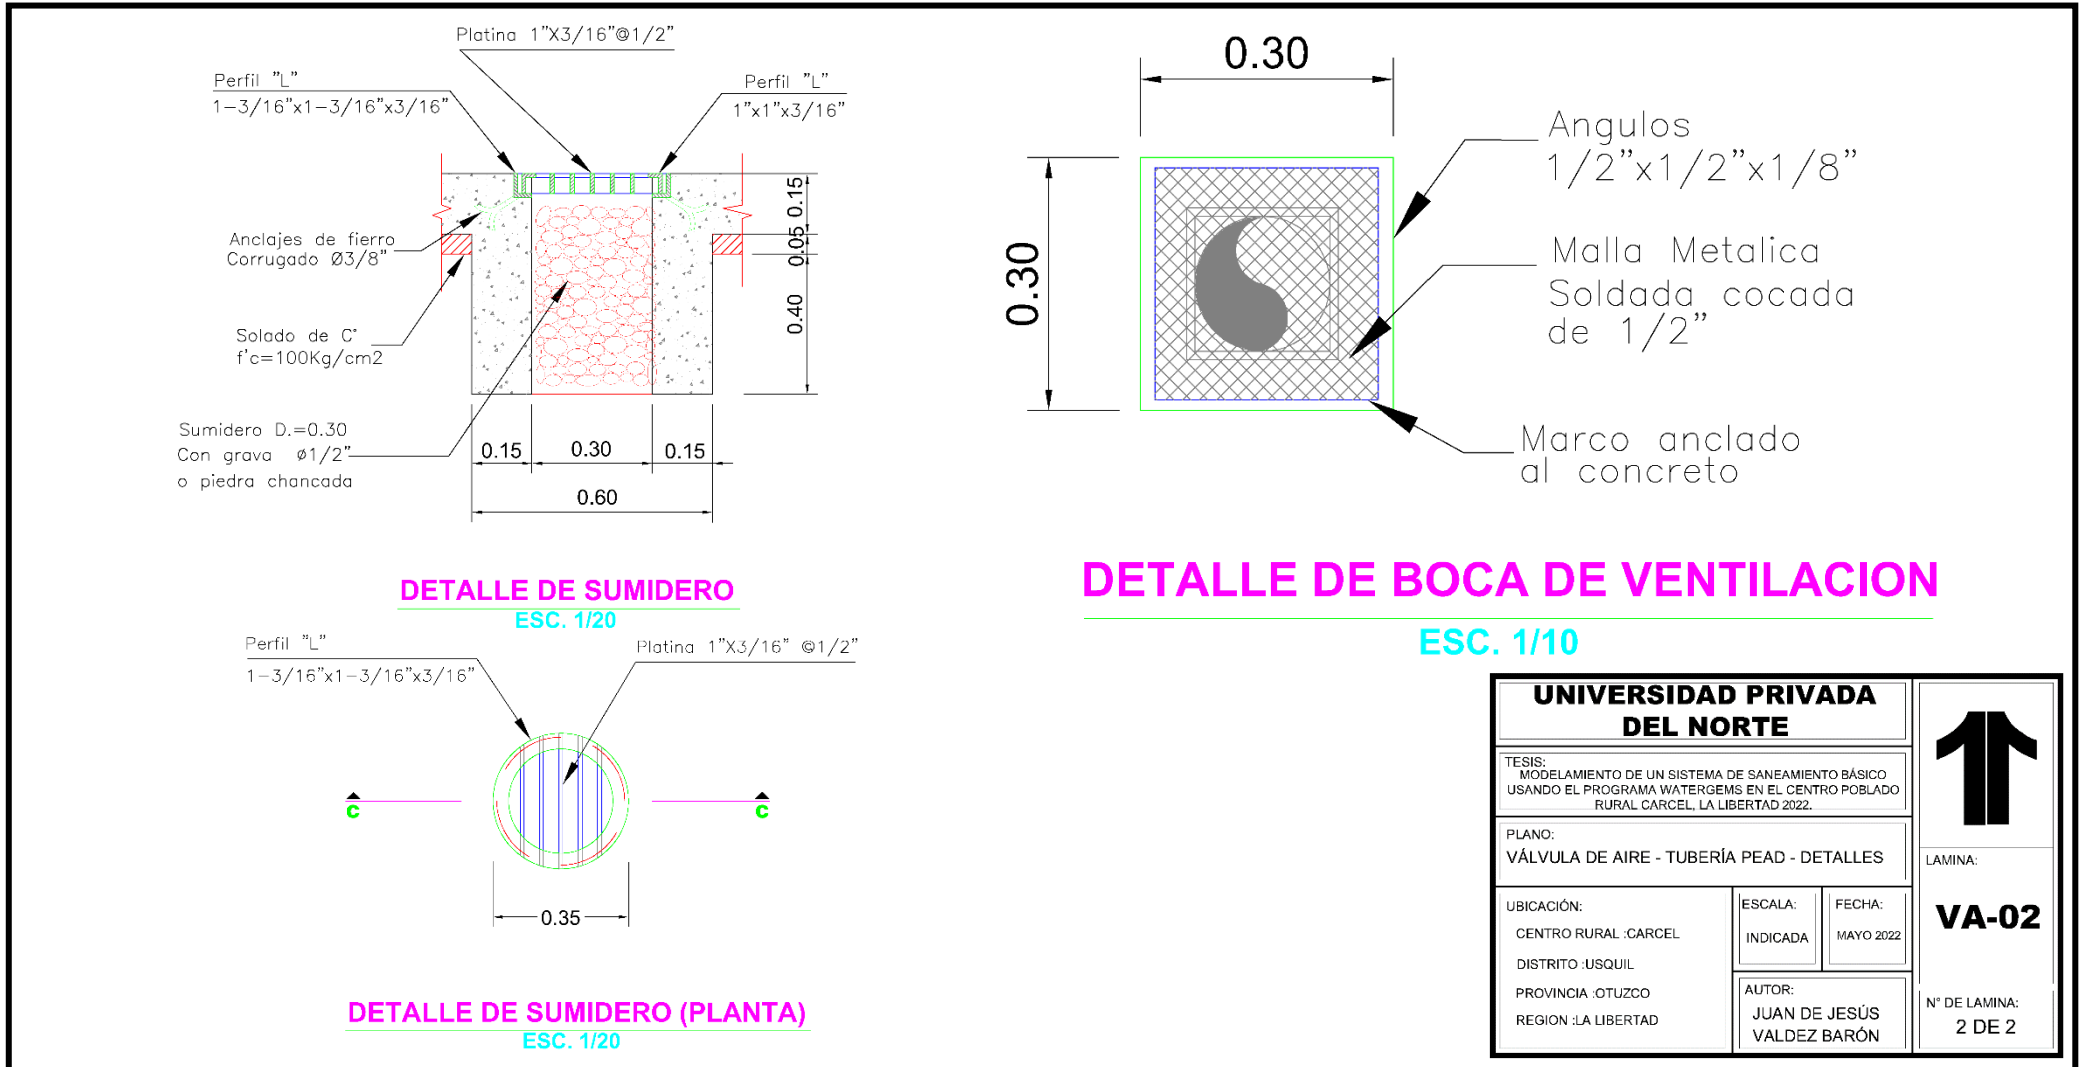 Platina 1"X3/16"@1/2"
Perfil "L"
1-3/16"x1-3/16"x3/16"
Perfil "L"
1"x1"x3/16"
0.15
0.05
0.40
Anclajes de fierro
Corrugado Ø3/8"
Solado de C°
f'c=100Kg/cm2
Sumidero D.=0.30
Con grava ø1/2"
o piedra chancada
0.15
0.30
0.15
0.60
DETALLE DE SUMIDERO
ESC. 1/20
Perfil "L"
1-3/16"x1-3/16"x3/16"
Platina 1"X3/16" @1/2"
C
C
0.35
DETALLE DE SUMIDERO (PLANTA)
ESC. 1/20
0.30
0.30
Angulos
1/2"x1/2"x1/8"
Malla Metalica
Soldada cocada
de 1/2"
Marco anclado
al concreto
DETALLE DE BOCA DE VENTILACION
ESC. 1/10
UNIVERSIDAD PRIVADA
DEL NORTE
TESIS:
MODELAMIENTO DE UN SISTEMA DE SANEAMIENTO BÁSICO
USANDO EL PROGRAMA WATERGEMS EN EL CENTRO POBLADO
RURAL CARCEL, LA LIBERTAD 2022.
PLANO:
VÁLVULA DE AIRE - TUBERÍA PEAD - DETALLES
UBICACIÓN:
CENTRO RURAL :CARCEL
DISTRITO :USQUIL
PROVINCIA :OTUZCO
REGION :LA LIBERTAD
ESCALA:
INDICADA
FECHA:
MAYO 2022
AUTOR:
JUAN DE JESÚS
VALDEZ BARÓN
LAMINA:
VA-02
N° DE LAMINA:
2 DE 2